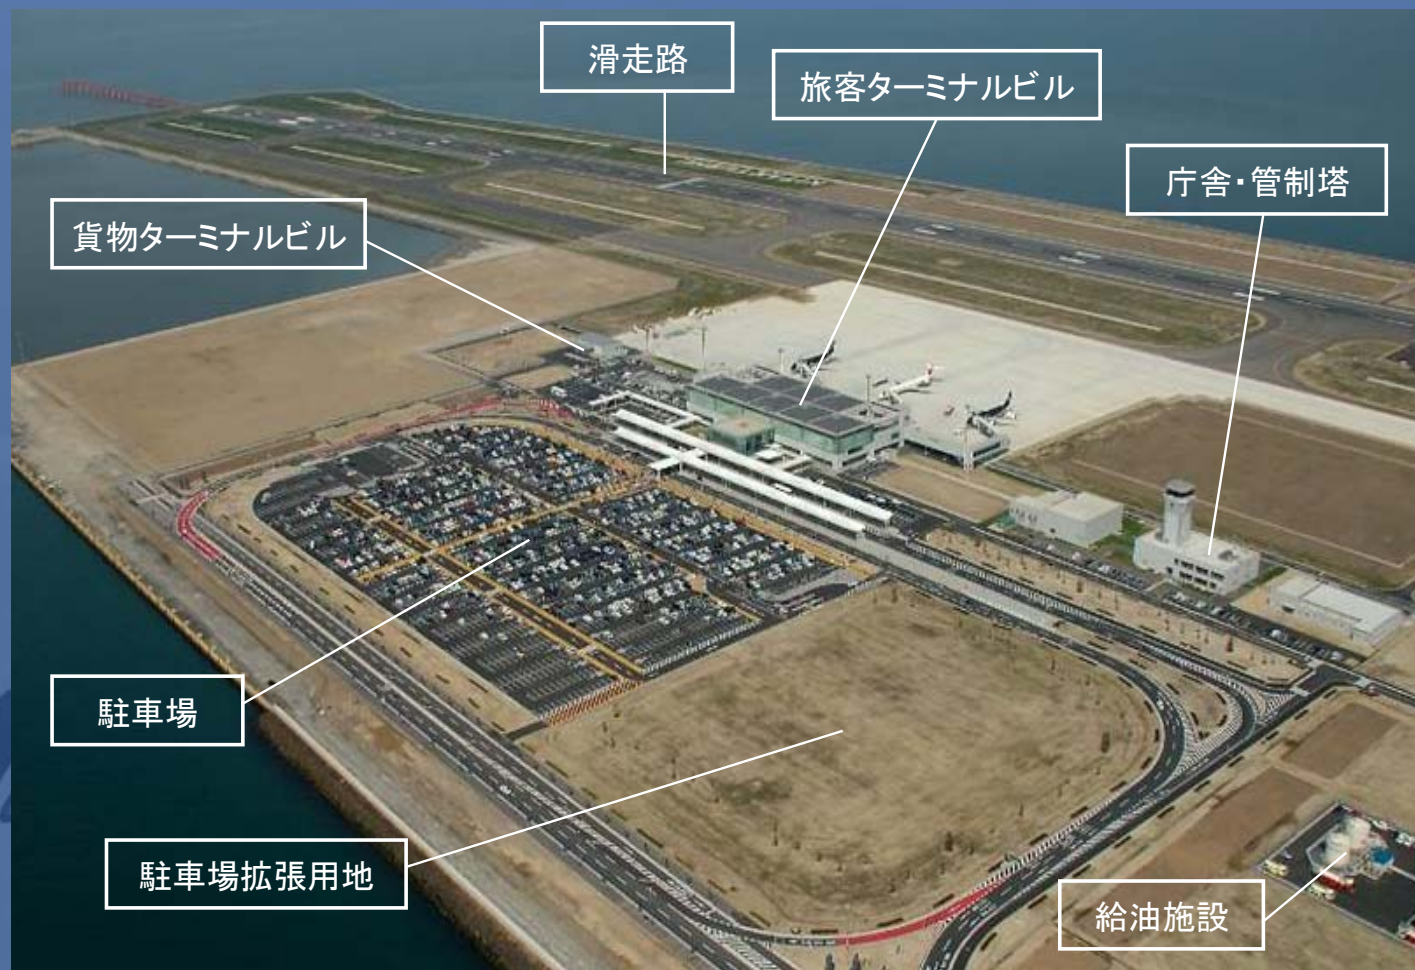 滑走路
旅客ターミナルビル
庁舎・管制塔
貨物ターミナルビル
駐車場
駐車場拡張用地
給油施設